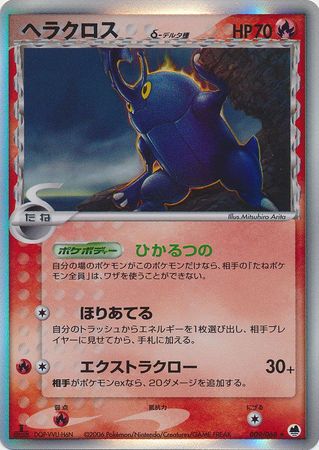 ヘラクロス δ-デルタ種 HP70
Illus.Mitsuhiro Arita
δ
たね
ポケボディー ひかるつの
自分の場のポケモンがこのポケモンだけなら、相手の「たねポケモン全員」は、ワザを使うことができない。
ほりあてる
自分のトラッシュからエネルギーを1枚選び出し、相手プレイヤーに見せてから、手札に加える。
エクストラクロー 30+
相手がポケモンexなら、20ダメージを追加する。
弱点 抵抗力 にげる
©2006 Pokémon/Nintendo/Creatures/GAME FREAK